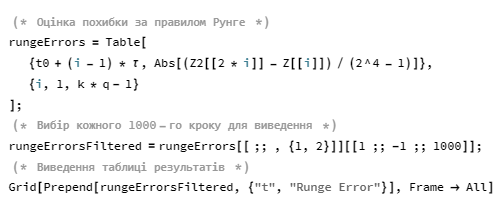 (* Оцінка похибки за правилом Рунге *)
rungeErrors = Table[
{t0 + (i - 1) * τ, Abs[(Z2[[2 * i]] - Z[[i]]) / (2^4 - 1)]},
{i, 1, k * q - 1}
];
(* Вибір кожного 1000-го кроку для виведення *)
rungeErrorsFiltered = rungeErrors[[ ;; , {1, 2}]][[1 ;; -1 ;; 1000]];
(* Виведення таблиці результатів *)
Grid[Prepend[rungeErrorsFiltered, {"t", "Runge Error"}], Frame → All]